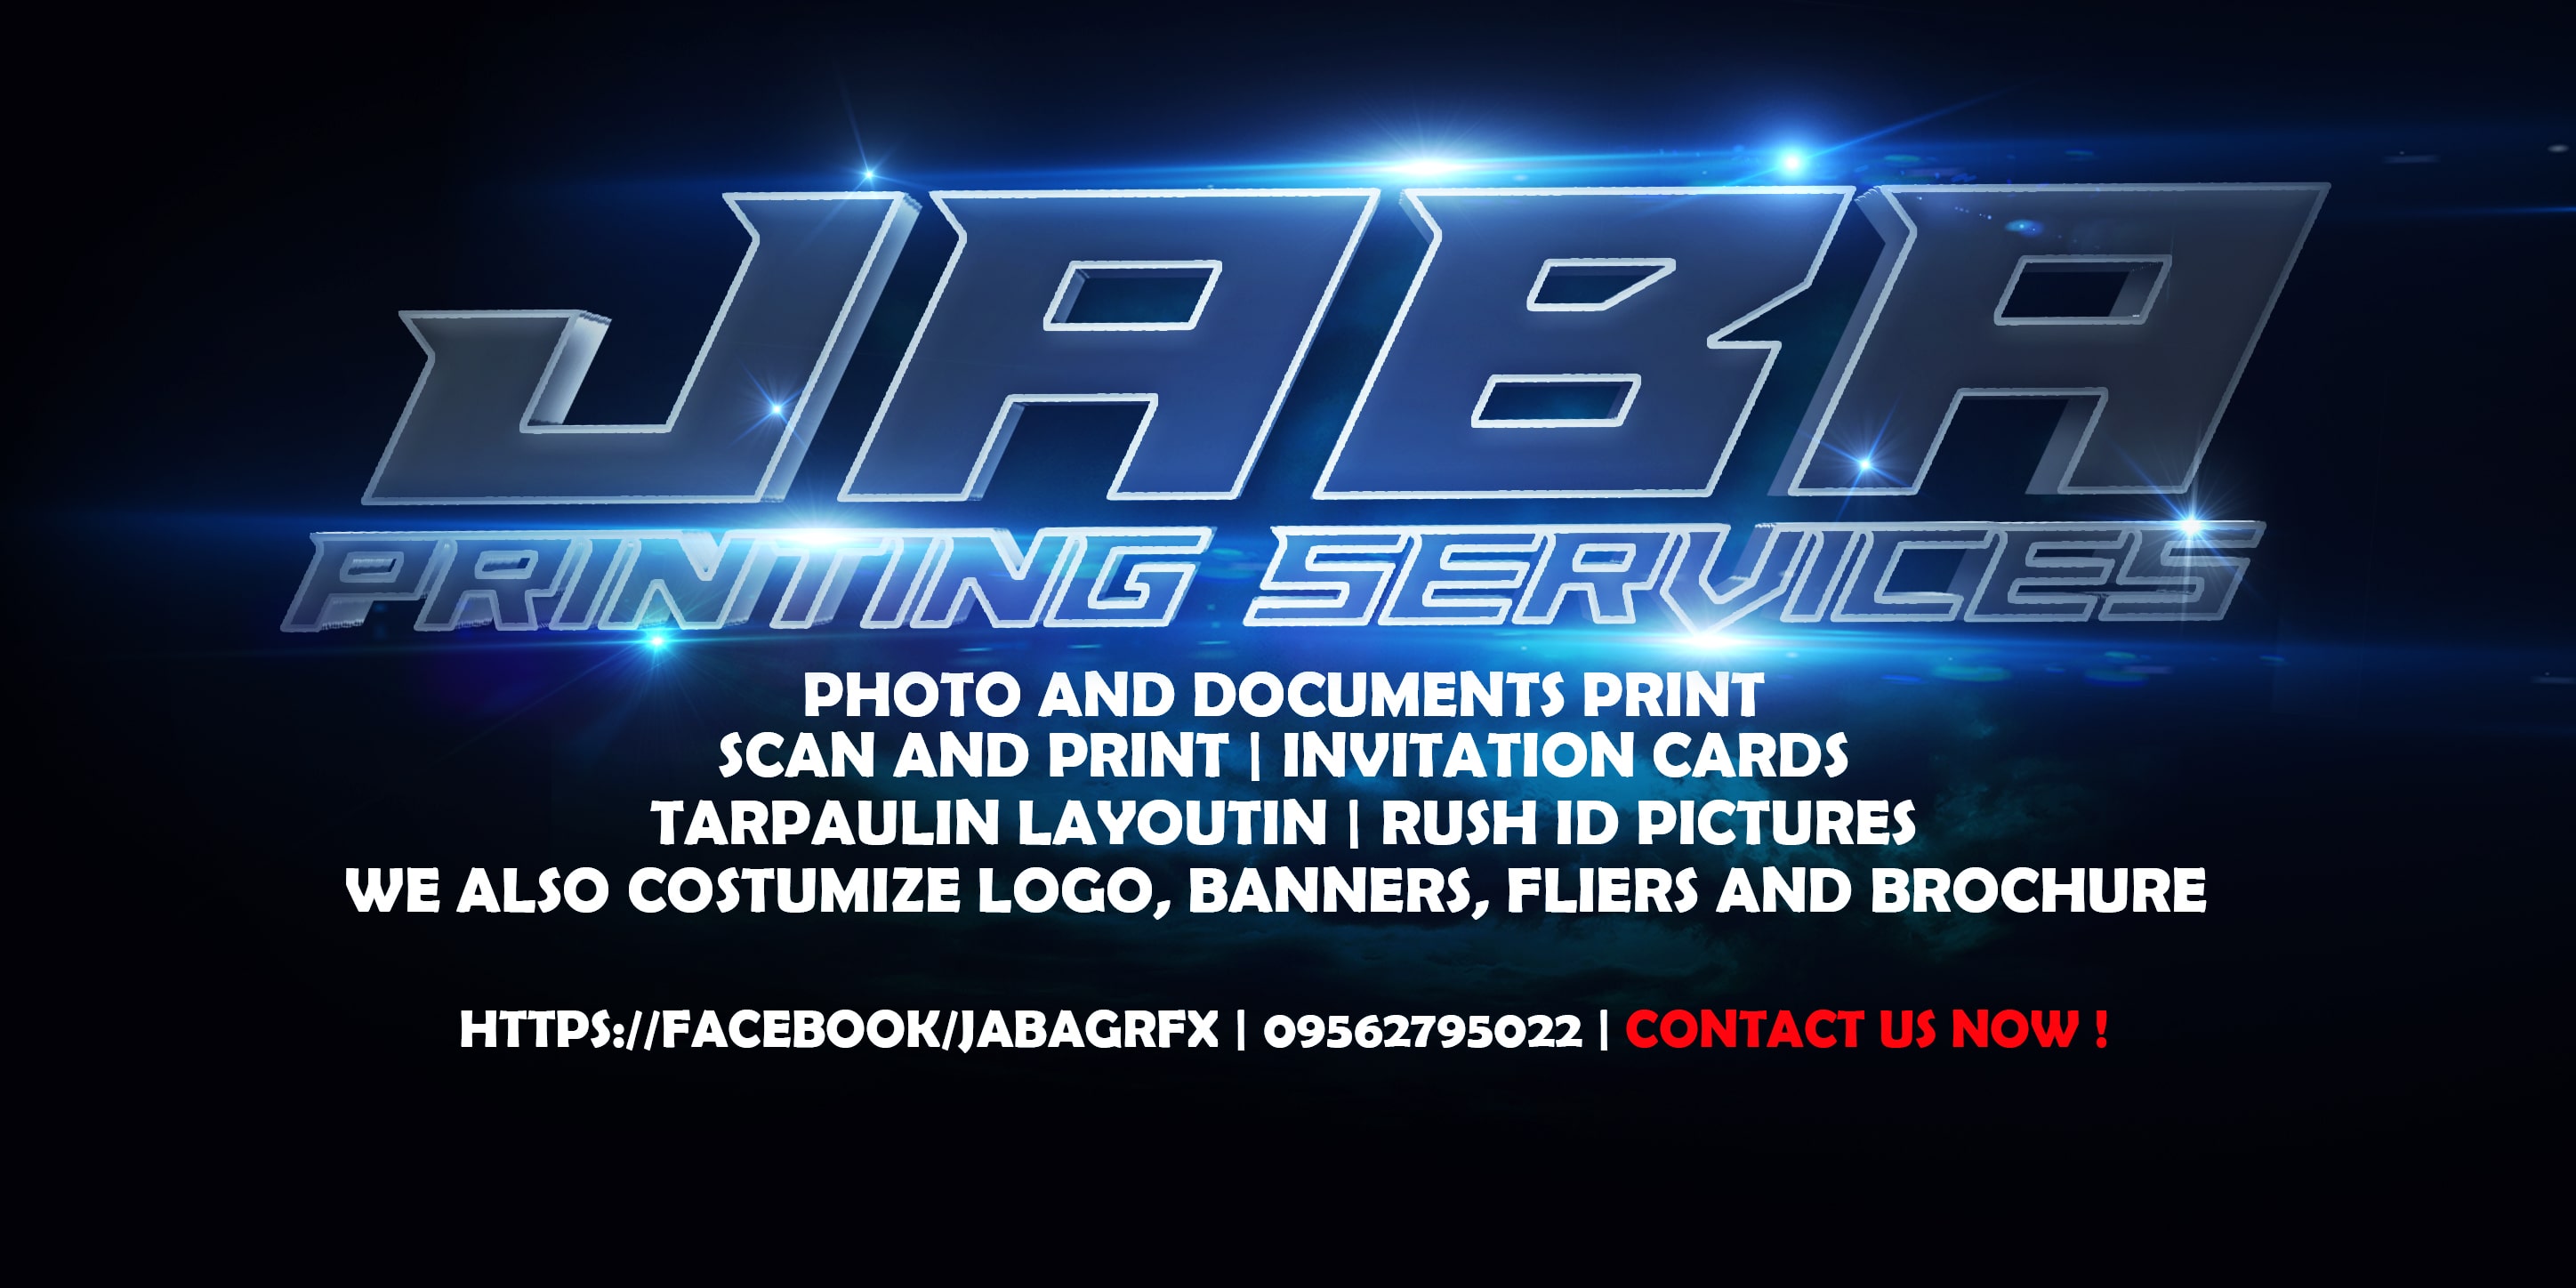 JABA
PRINTING SERVICES
PHOTO AND DOCUMENTS PRINT
SCAN AND PRINT | INVITATION CARDS
TARPAULIN LAYOUTIN | RUSH ID PICTURES
WE ALSO COSTUMIZE LOGO, BANNERS, FLIERS AND BROCHURE
HTTPS://FACEBOOK/JABAGRFX | 09562795022 | CONTACT US NOW !